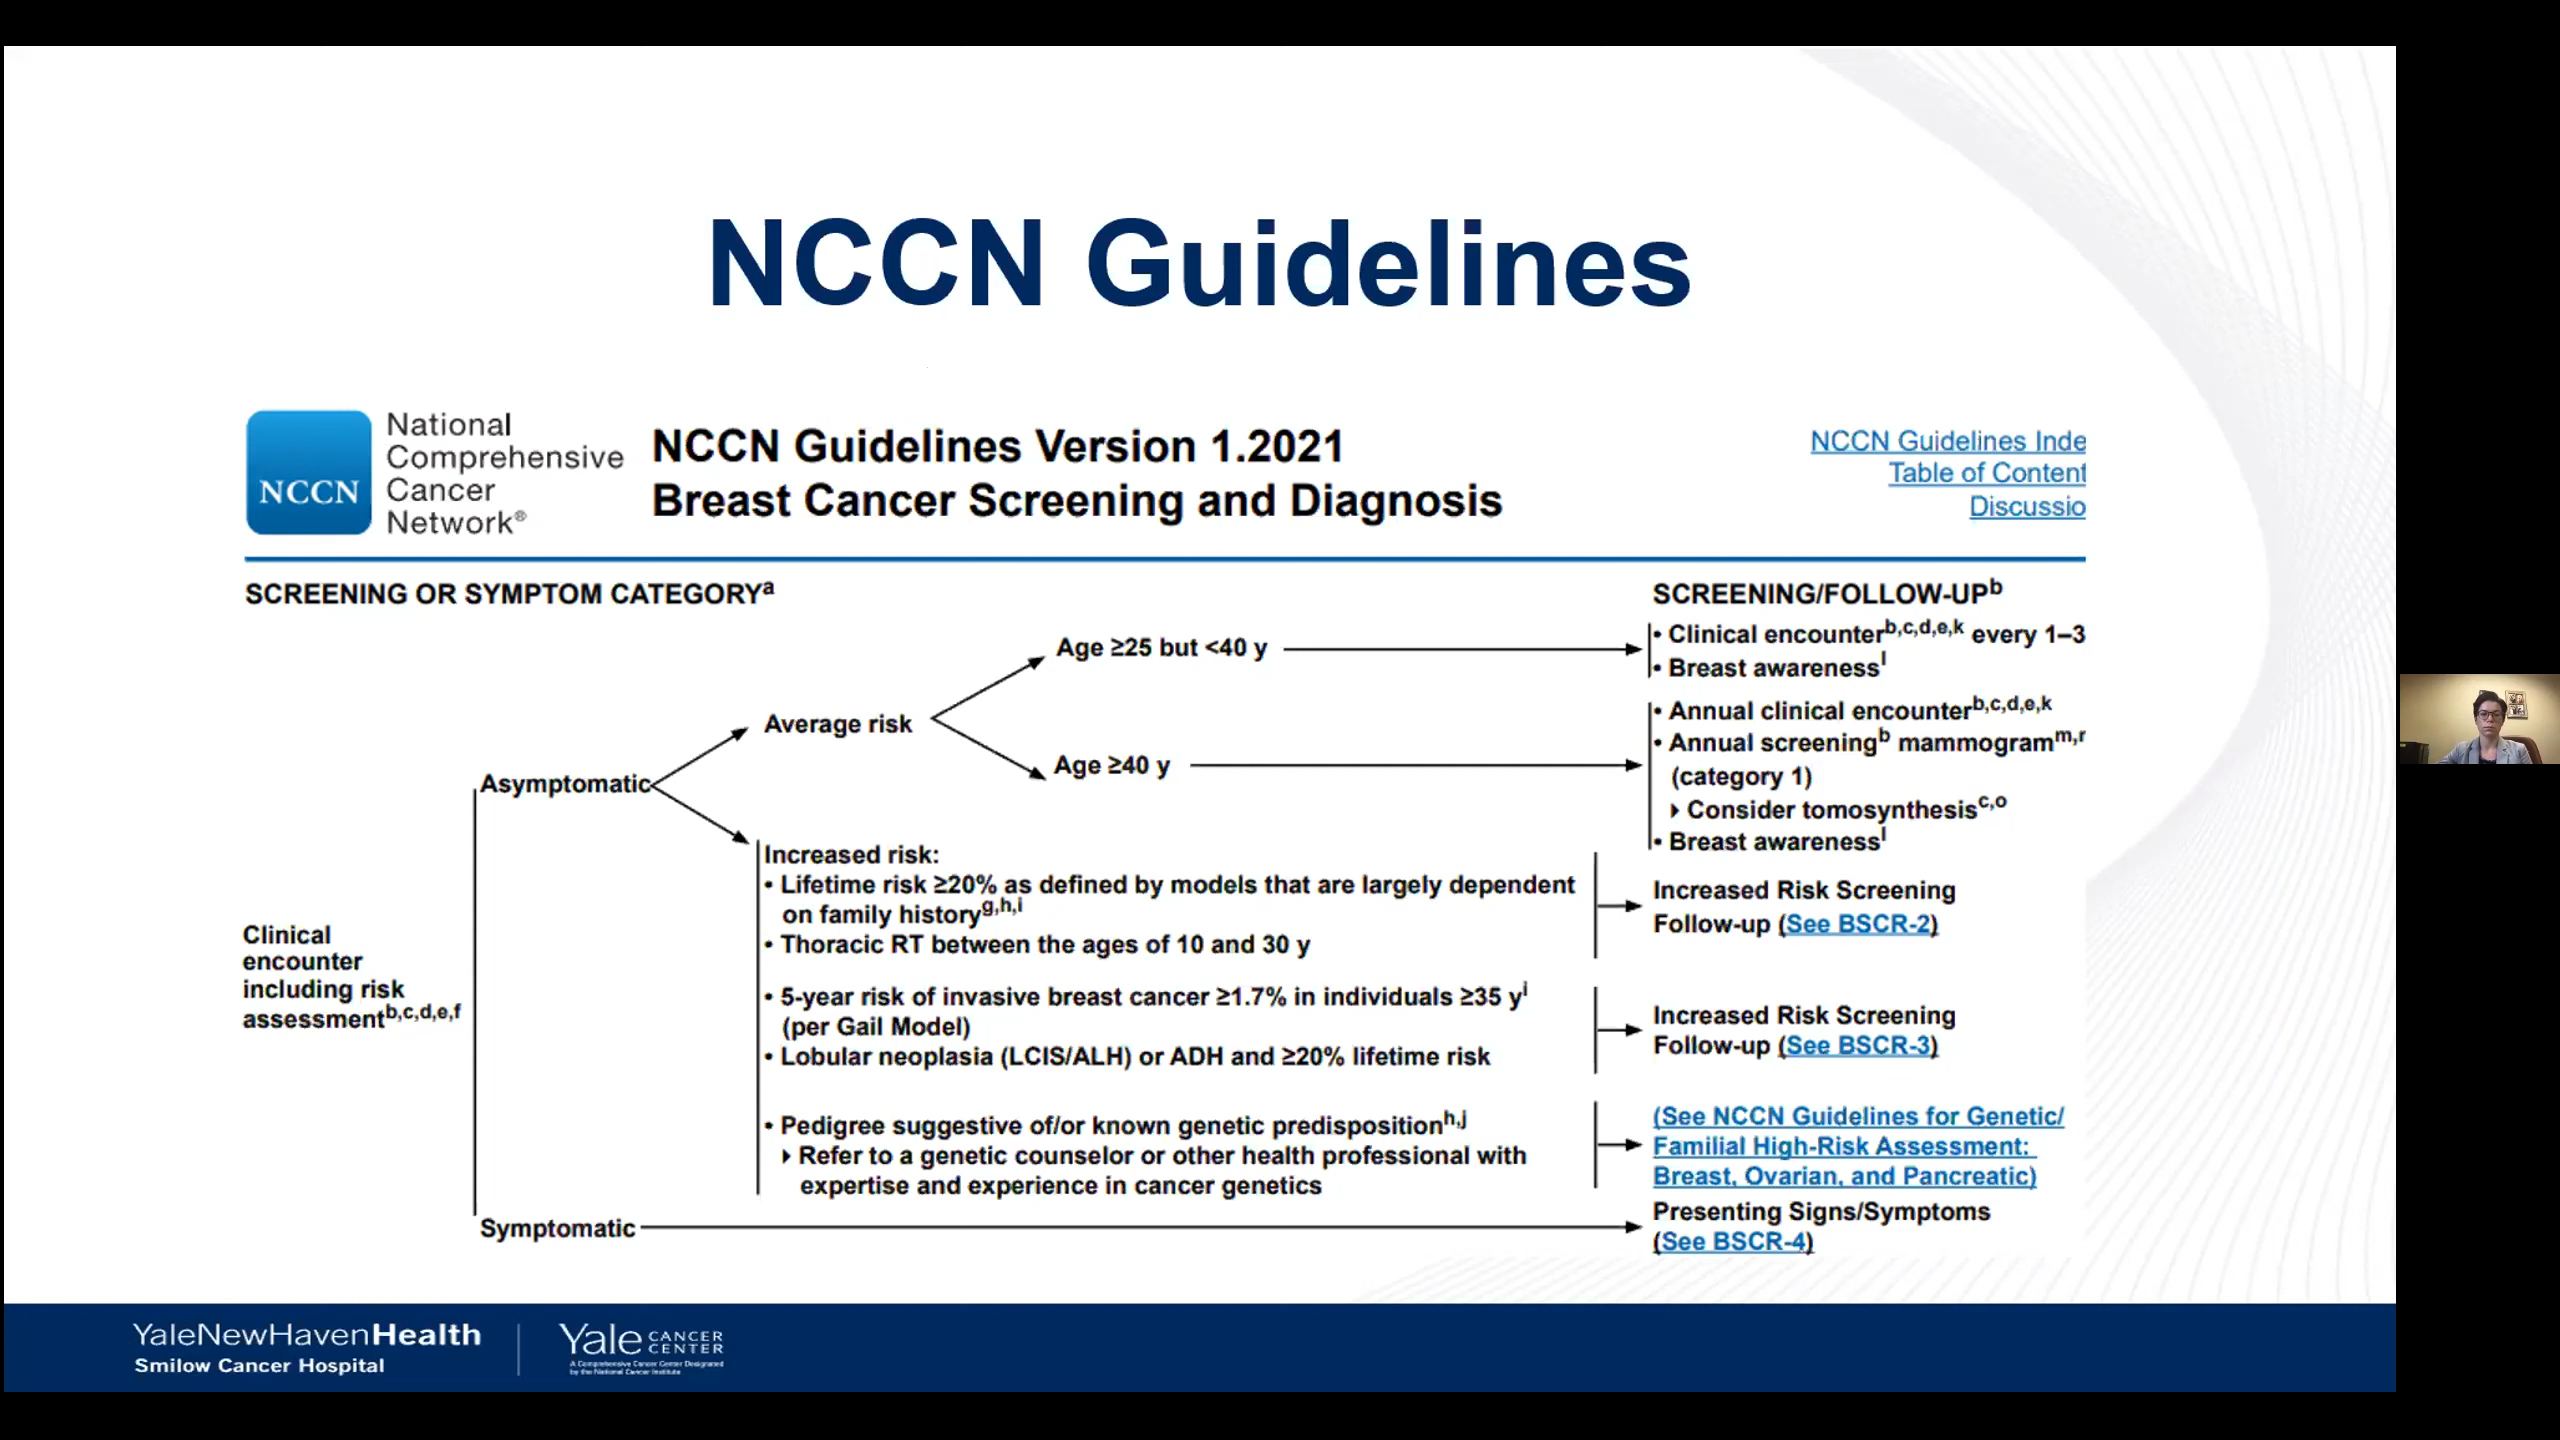 NCCN Guidelines
NCCN
National
Comprehensive
Cancer
Network®
NCCN Guidelines Version 1.2021
Breast Cancer Screening and Diagnosis
NCCN Guidelines Inde
Table of Content
Discussio
SCREENING OR SYMPTOM CATEGORYa
SCREENING/FOLLOW-UPb
Clinical
encounter
including risk
assessmentb,c,d,e,f
Asymptomatic
Average risk
Age ≥25 but <40 y
• Clinical encounterb,c,d,e,k every 1–3
• Breast awarenessl
Age ≥40 y
• Annual clinical encounterb,c,d,e,k
• Annual screeningb mammogramm,r
(category 1)
Consider tomosynthesisc,o
• Breast awarenessl
Increased risk:
• Lifetime risk ≥20% as defined by models that are largely dependent
on family historyg,h,i
• Thoracic RT between the ages of 10 and 30 y
Increased Risk Screening
Follow-up (See BSCR-2)
• 5-year risk of invasive breast cancer ≥1.7% in individuals ≥35 yi
(per Gail Model)
• Lobular neoplasia (LCIS/ALH) or ADH and ≥20% lifetime risk
Increased Risk Screening
Follow-up (See BSCR-3)
• Pedigree suggestive of/or known genetic predispositionh,j
Refer to a genetic counselor or other health professional with
expertise and experience in cancer genetics
(See NCCN Guidelines for Genetic/
Familial High-Risk Assessment:
Breast, Ovarian, and Pancreatic)
Symptomatic
Presenting Signs/Symptoms
(See BSCR-4)
YaleNewHavenHealth
Smilow Cancer Hospital
Yale CANCER
CENTER
A Comprehensive Cancer Center Designated
by the National Cancer Institute